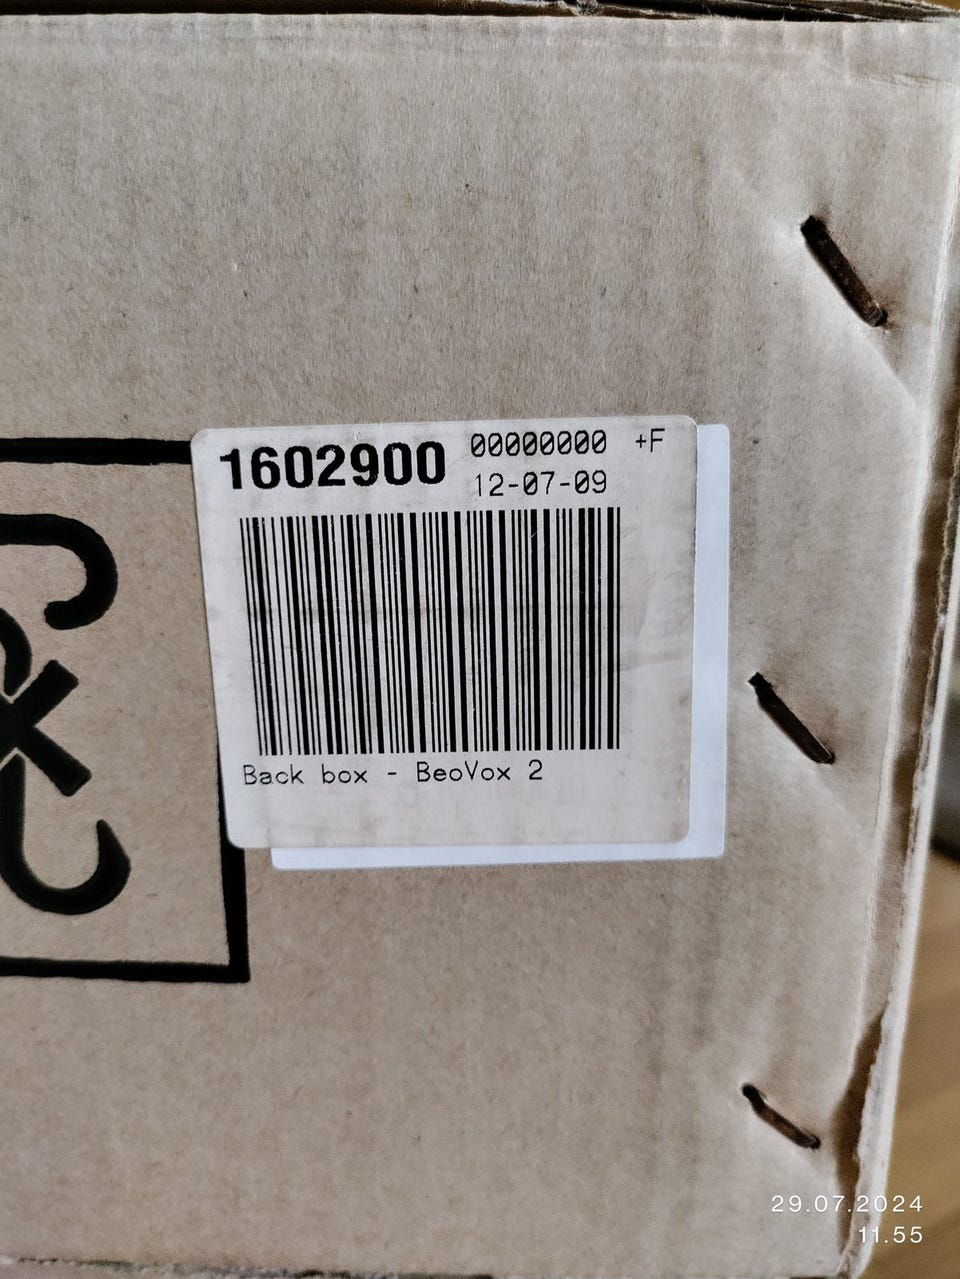 1602900 00000000 +F
12-07-09
Back box - BeoVox 2
29.07.2024
11.55